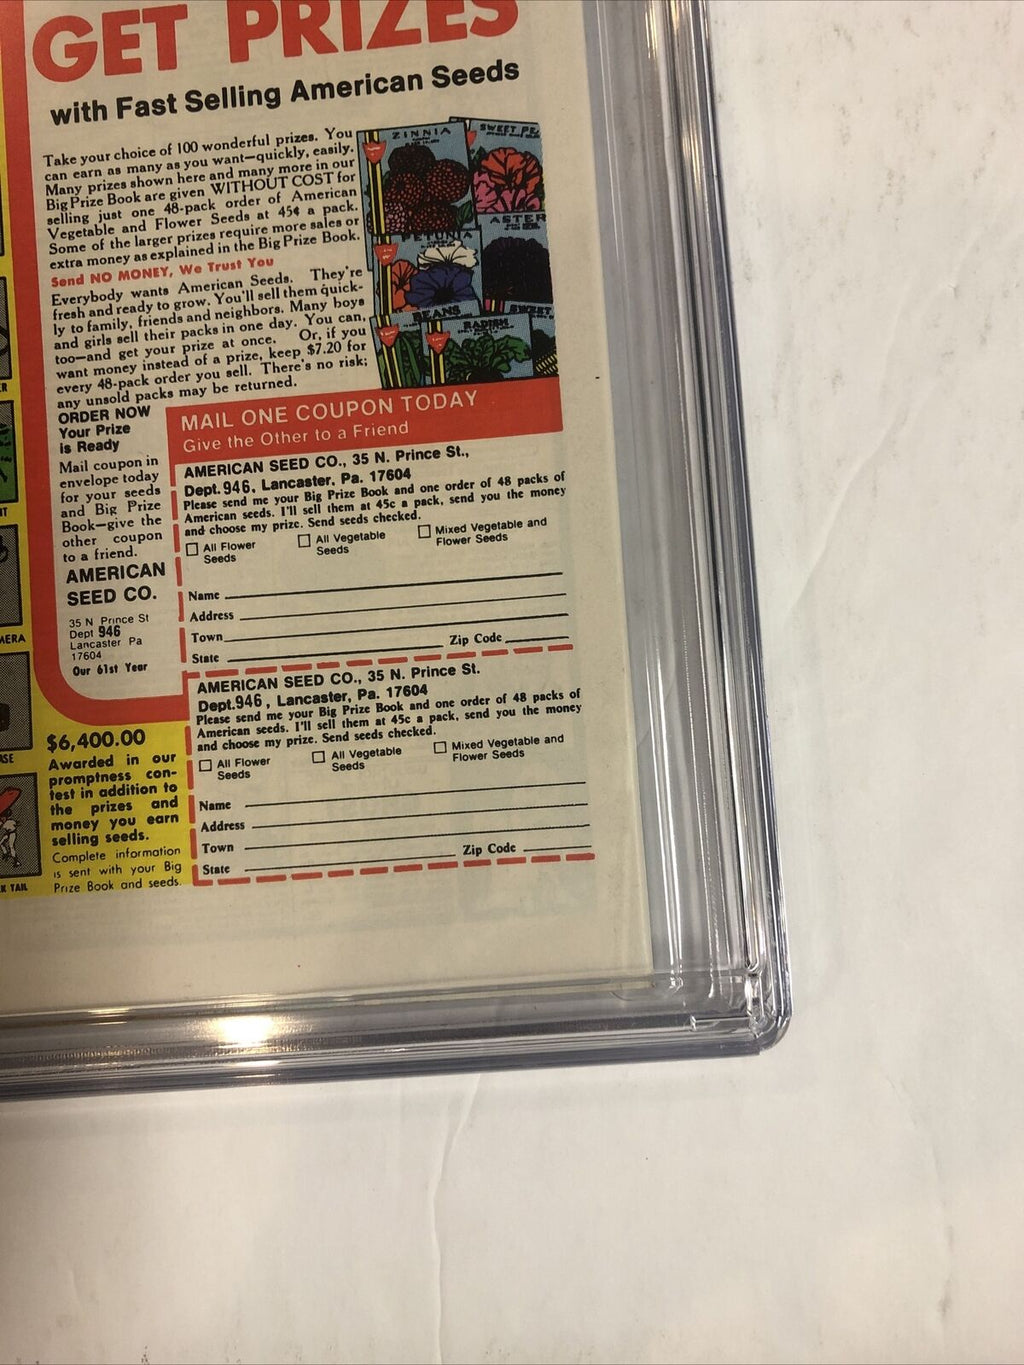 GET PRIZES
with Fast Selling American Seeds
Take your choice of 100 wonderful prizes. You
can earn as many as you want—quickly, easily.
Many prizes shown here and many more in our
Big Prize Book are given WITHOUT COST for
selling just one 48-pack order of American
Vegetable and Flower Seeds at 45¢ a pack.
Some of the larger prizes require more sales or
extra money as explained in the Big Prize Book.
Send NO MONEY, We Trust You
Everybody wants American Seeds. They're
fresh and ready to grow. You'll sell them quick-
ly to family, friends and neighbors. Many boys
and girls sell their packs in one day. You can,
too—and get your prize at once. Or, if you
want money instead of a prize, keep $7.20 for
every 48-pack order you sell. There's no risk;
any unsold packs may be returned.
ZINNIA
SWEET PE
ASTER
PETUNIA
BEANS
RADISH
SWEET
ORDER NOW
Your Prize
is Ready
Mail coupon in
envelope today
for your seeds
and Big Prize
Book—give the
other coupon
to a friend.
AMERICAN
SEED CO.
35 N Prince St
Dept 946
Lancaster Pa
17604
Our 61st Year
MAIL ONE COUPON TODAY
Give the Other to a Friend
AMERICAN SEED CO., 35 N. Prince St.,
Dept. 946, Lancaster, Pa. 17604
Please send me your Big Prize Book and one order of 48 packs of
American seeds. I'll sell them at 45c a pack, send you the money
and choose my prize. Send seeds checked.
All Flower Seeds
All Vegetable Seeds
Mixed Vegetable and Flower Seeds
Name
Address
Town
Zip Code
State
AMERICAN SEED CO., 35 N. Prince St.
Dept.946, Lancaster, Pa. 17604
Please send me your Big Prize Book and one order of 48 packs of
American seeds. I'll sell them at 45c a pack, send you the money
and choose my prize. Send seeds checked.
All Flower Seeds
All Vegetable Seeds
Mixed Vegetable and Flower Seeds
Name
Address
Town
Zip Code
State
$6,400.00
Awarded in our
promptness con-
test in addition to
the prizes and
money you earn
selling seeds.
Complete information
is sent with your Big
Prize Book and seeds.
MERA
TAIL